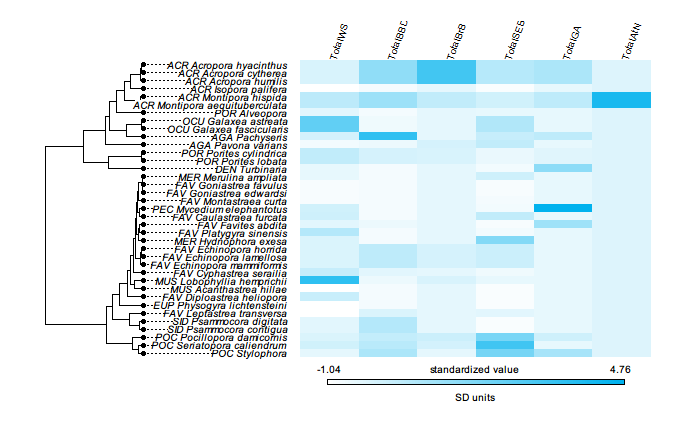 TotalWS TotalBBD TotalBrB TotalSEB TotalGA TotalAtN
ACR Acropora hyacinthus
ACR Acropora cytherea
ACR Acropora humilis
ACR Isopora palifera
ACR Montipora hispida
ACR Montipora aequituberculata
POR Alveopora
OCU Galaxea astreata
OCU Galaxea fascicularis
AGA Pachyseris
AGA Pavona varians
POR Porites cylindrica
POR Porites lobata
DEN Turbinaria
MER Merulina ampliata
FAV Goniastrea favulus
FAV Goniastrea edwardsi
FAV Montastraea curta
PEC Mycedium elephantotus
FAV Caulastraea furcata
FAV Favites abdita
FAV Platygyra sinensis
MER Hydnophora exesa
FAV Echinopora horrida
FAV Echinopora lamellosa
FAV Echinopora mammiformis
FAV Cyphastrea serailia
MUS Lobophyllia hemprichii
MUS Acanthastrea hillae
FAV Diploastrea heliopora
EUP Physogyra lichtensteini
FAV Leptastrea transversa
SID Psammocora digitata
SID Psammocora contigua
POC Pocillopora damicornis
POC Seriatopora caliendrum
POC Stylophora
-1.04 standardized value 4.76
SD units